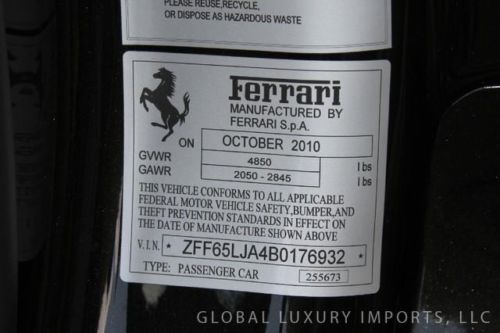 PLEASE REUSE, RECYCLE,
OR DISPOSE AS HAZARDOUS WASTE
Ferrari
MANUFACTURED BY
FERRARI S.p.A.
ON OCTOBER 2010
GVWR 4850 lbs
GAWR 2050 - 2845 lbs
THIS VEHICLE CONFORMS TO ALL APPLICABLE
FEDERAL MOTOR VEHICLE SAFETY, BUMPER, AND
THEFT PREVENTION STANDARDS IN EFFECT ON
THE DATE OF MANUFACTURE SHOWN ABOVE
V.I.N. * ZFF65LJA4B0176932 *
TYPE: PASSENGER CAR 255673
GLOBAL LUXURY IMPORTS, LLC